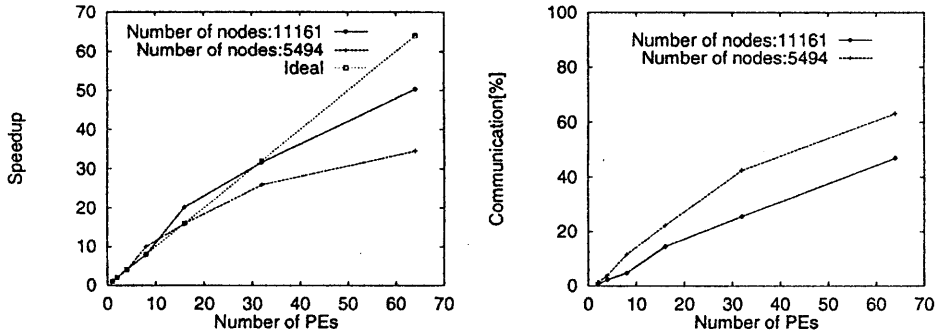 70
60
50
40
30
20
10
0
Speedup
Number of nodes:11161
Number of nodes:5494
Ideal
0 10 20 30 40 50 60 70
Number of PEs
100
80
60
40
20
0
Communication[%]
Number of nodes:11161
Number of nodes:5494
0 10 20 30 40 50 60 70
Number of PEs